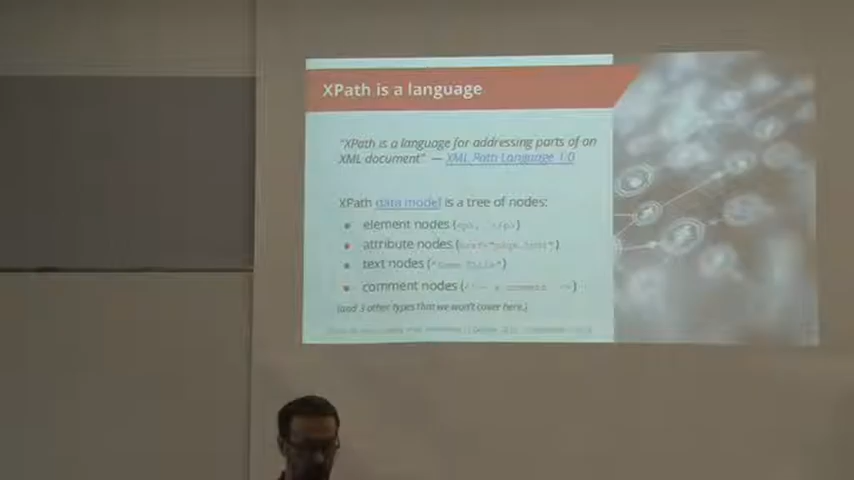 XPath is a language
"XPath is a language for addressing parts of an
XML document" — XML Path Language 1.0
XPath data model is a tree of nodes:
• element nodes (<p>...</p>)
• attribute nodes (href="page.html")
• text nodes ("Some Title")
• comment nodes (<!-- a comment -->)
(and 3 other types that we won't cover here.)